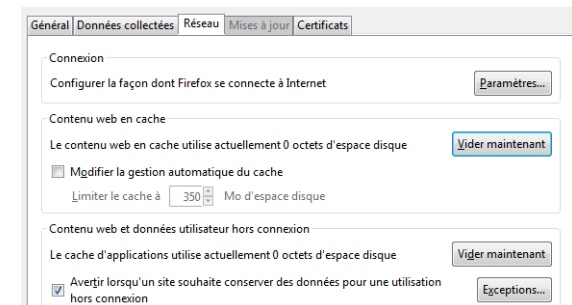 Général Données collectées Réseau Mises à jour Certificats
Connexion
Configurer la façon dont Firefox se connecte à Internet Paramètres...
Contenu web en cache
Le contenu web en cache utilise actuellement 0 octets d'espace disque Vider maintenant
Modifier la gestion automatique du cache
Limiter le cache à 350 Mo d'espace disque
Contenu web et données utilisateur hors connexion
Le cache d'applications utilise actuellement 0 octets d'espace disque Vider maintenant
Avertir lorsqu'un site souhaite conserver des données pour une utilisation
hors connexion Exceptions...